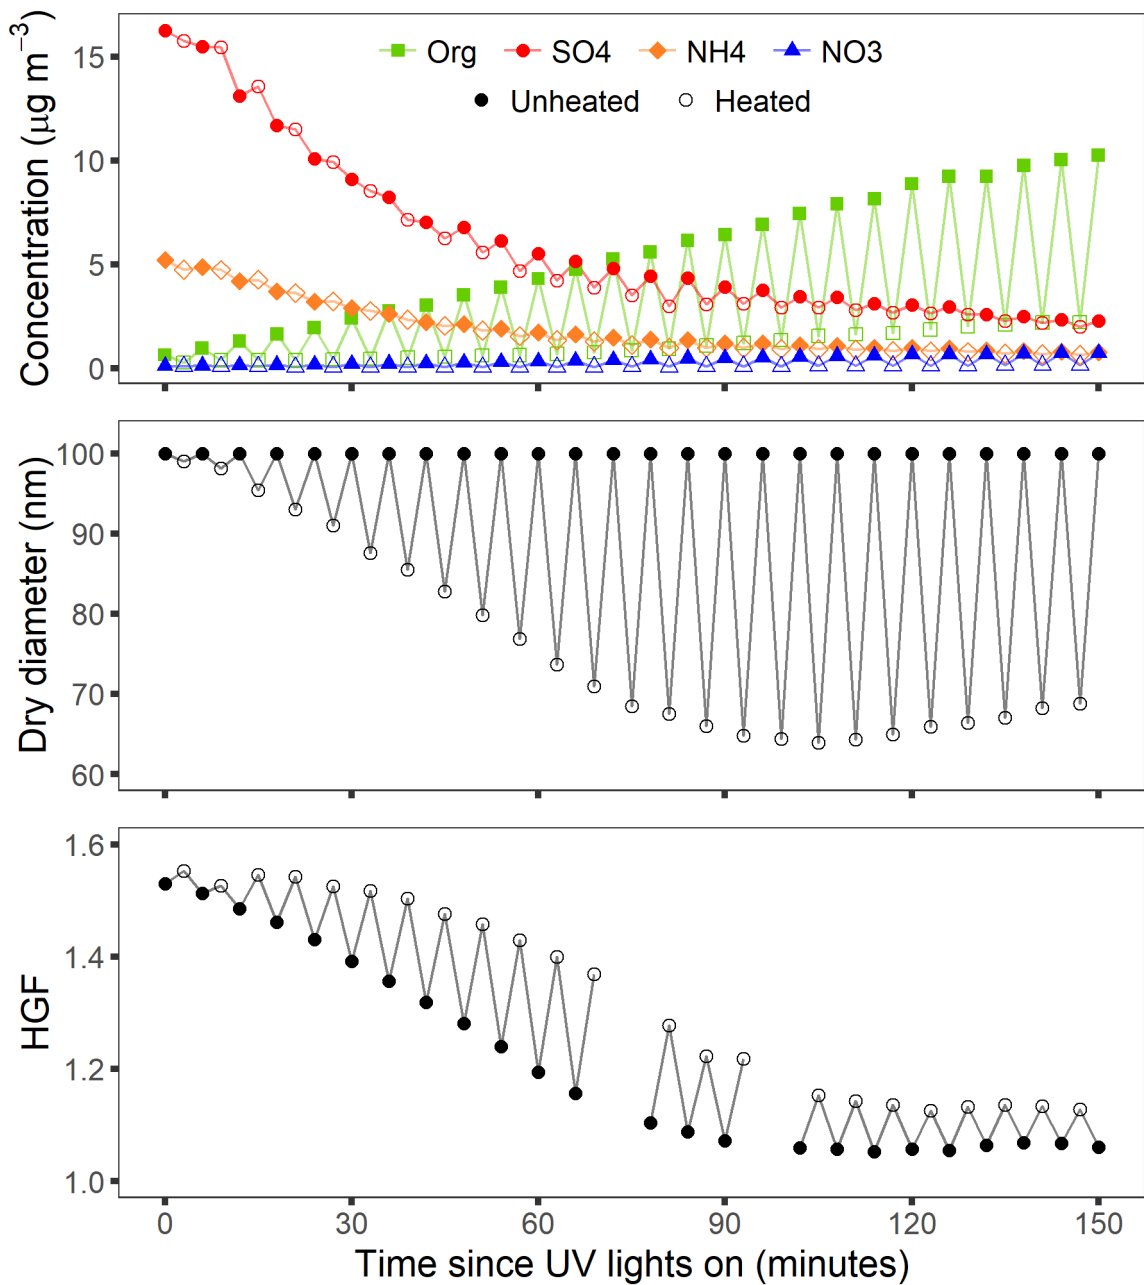 Concentration (μg m⁻³)
Org SO4 NH4 NO3
Unheated Heated
15
10
5
0
Dry diameter (nm)
100
90
80
70
60
HGF
1.6
1.4
1.2
1.0
0 30 60 90 120 150
Time since UV lights on (minutes)